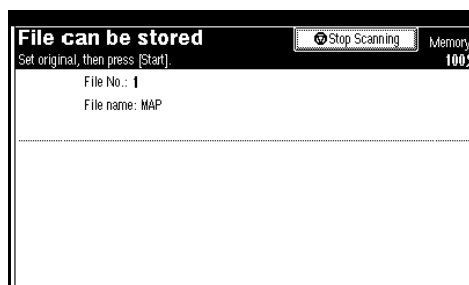 File can be stored
Stop Scanning
Memory
Set original, then press [Start].
100%
File No.: 1
File name: MAP